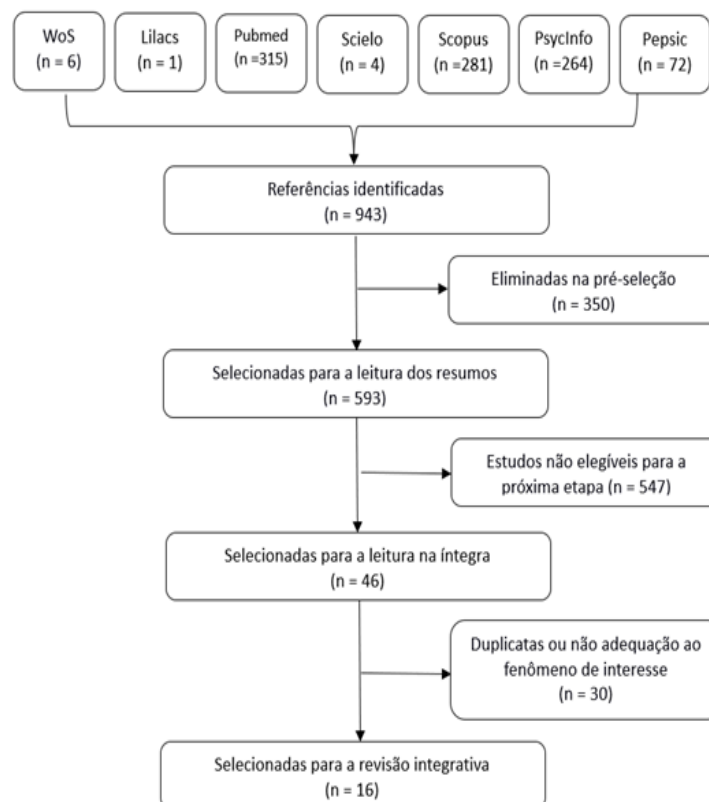 WoS
(n = 6)
Lilacs
(n = 1)
Pubmed
(n =315)
Scielo
(n = 4)
Scopus
(n =281)
PsycInfo
(n =264)
Pepsic
(n = 72)
Referências identificadas
(n = 943)
Eliminadas na pré-seleção
(n = 350)
Selecionadas para a leitura dos resumos
(n = 593)
Estudos não elegíveis para a
próxima etapa (n = 547)
Selecionadas para a leitura na íntegra
(n = 46)
Duplicatas ou não adequação ao
fenômeno de interesse
(n = 30)
Selecionadas para a revisão integrativa
(n = 16)